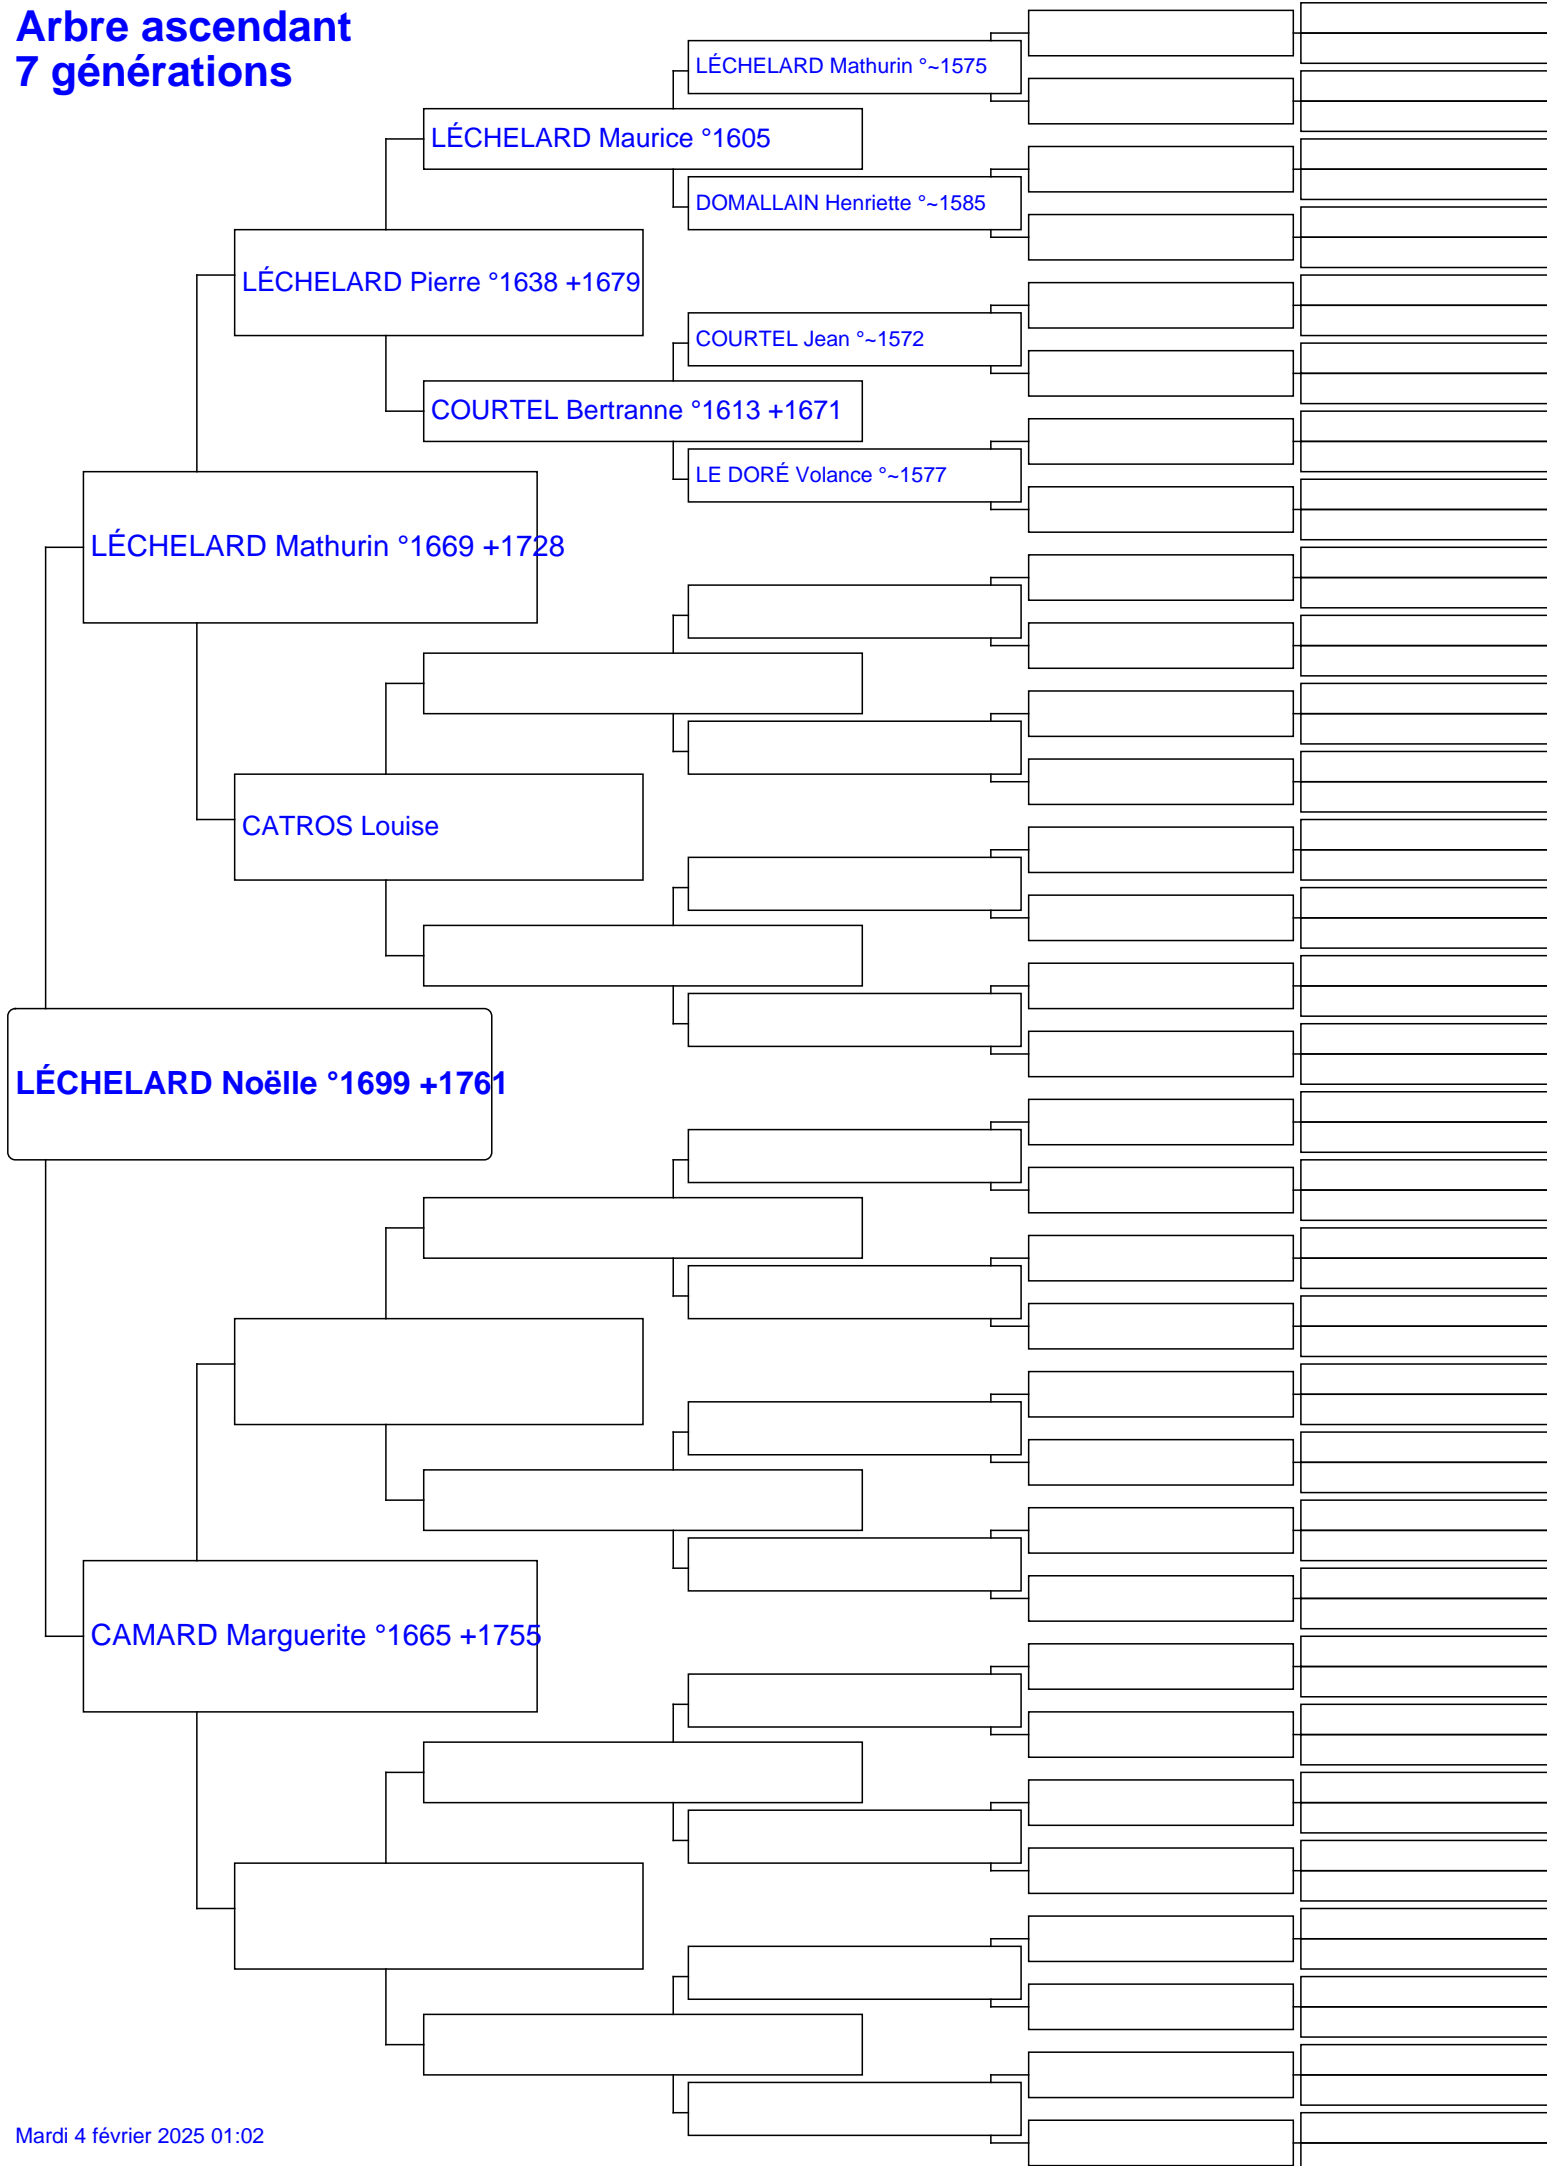 Arbre ascendant
7 générations
LÉCHELARD Mathurin °~1575
LÉCHELARD Maurice °1605
DOMALLAIN Henriette °~1585
LÉCHELARD Pierre °1638 +1679
COURTEL Jean °~1572
COURTEL Bertranne °1613 +1671
LE DORÉ Volance °~1577
LÉCHELARD Mathurin °1669 +1728
CATROS Louise
LÉCHELARD Noëlle °1699 +1761
CAMARD Marguerite °1665 +1755
Mardi 4 février 2025 01:02